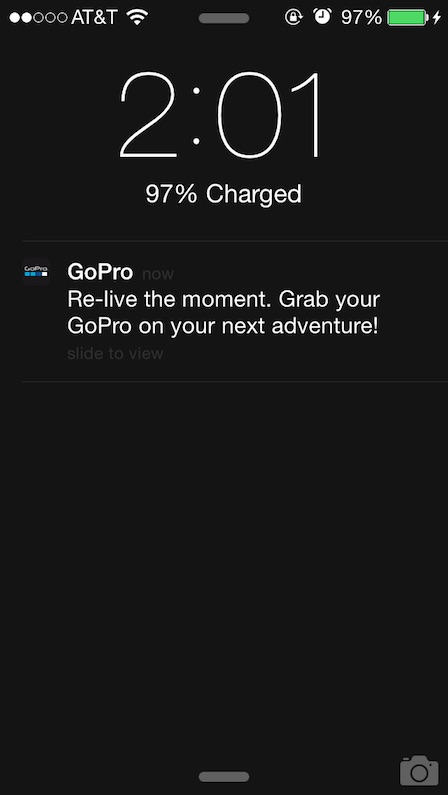 AT&T 97%
2:01
97% Charged
GoPro
GoPro now
Re-live the moment. Grab your
GoPro on your next adventure!
slide to view